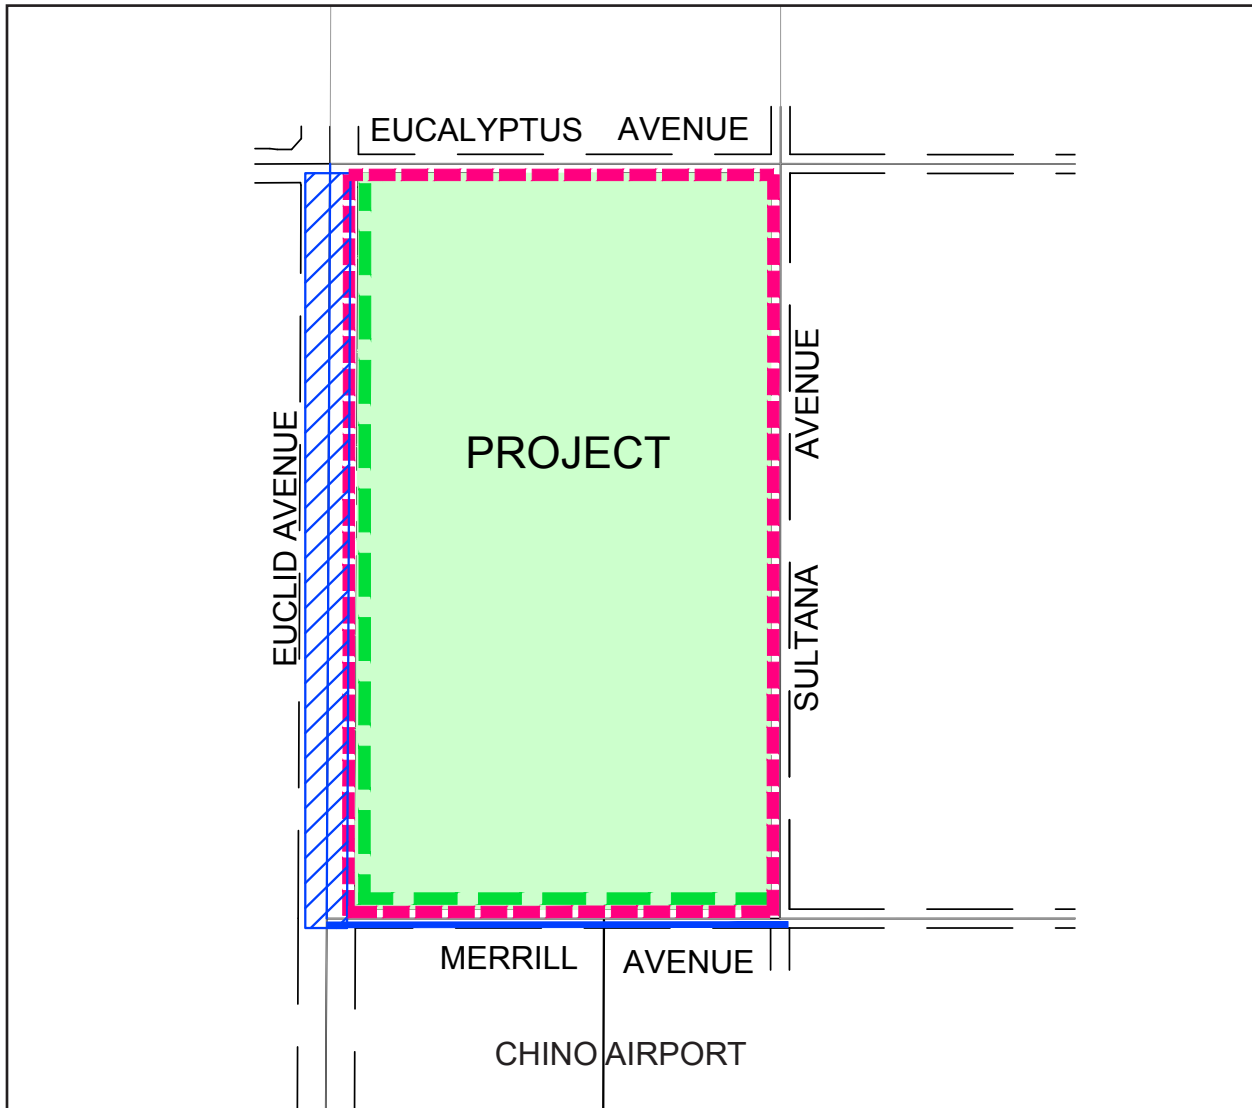 EUCALYPTUS AVENUE
PROJECT
EUCLID AVENUE
SULTANA AVENUE
MERRILL AVENUE
CHINO AIRPORT